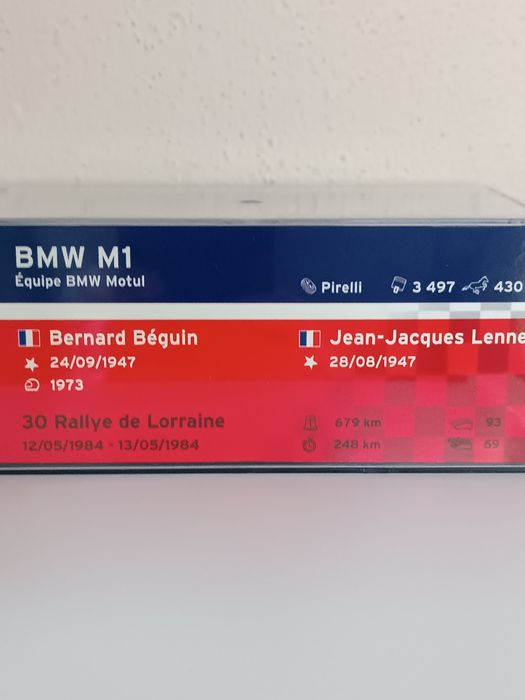 BMW M1
Équipe BMW Motul
Pirelli 3 497 430
Bernard Béguin Jean-Jacques Lenne
24/09/1947 28/08/1947
1973
30 Rallye de Lorraine 679 km 93
12/05/1984 - 13/05/1984 248 km 69